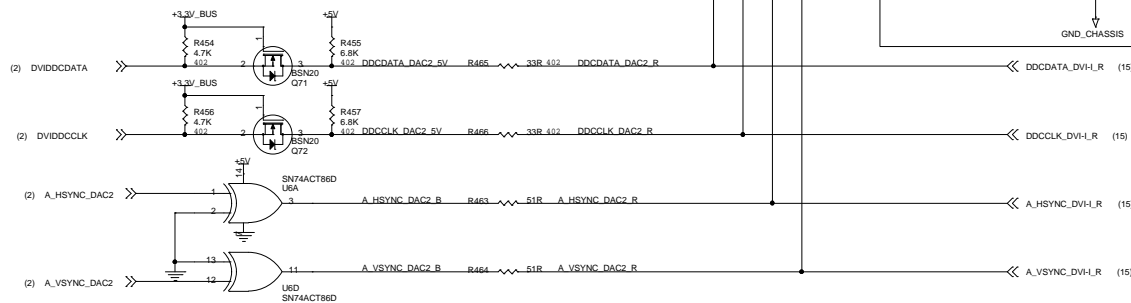 +3.3V_BUS
+5V
R454
4.7K
402
R455
6.8K
402
1
(2) DVIDDCDATA
2
3
DDCDATA_DAC2_5V
R465
33R 402
DDCDATA_DAC2_R
DDCDATA_DVI-I_R (15)
BSN20
Q71
GND_CHASSIS
+3.3V_BUS
+5V
R456
4.7K
402
R457
6.8K
402
1
(2) DVIDDCCLK
2
3
DDCCLK_DAC2_5V
R466
33R 402
DDCCLK_DAC2_R
DDCCLK_DVI-I_R (15)
BSN20
Q72
+5V
14
SN74ACT86D
U6A
(2) A_HSYNC_DAC2
1
2
3
A_HSYNC_DAC2_B
R463
51R
A_HSYNC_DAC2_R
A_HSYNC_DVI-I_R (15
13
12
11
A_VSYNC_DAC2_B
R464
51R
A_VSYNC_DAC2_R
A_VSYNC_DVI-I_R (15)
(2) A_VSYNC_DAC2
U6D
SN74ACT86D